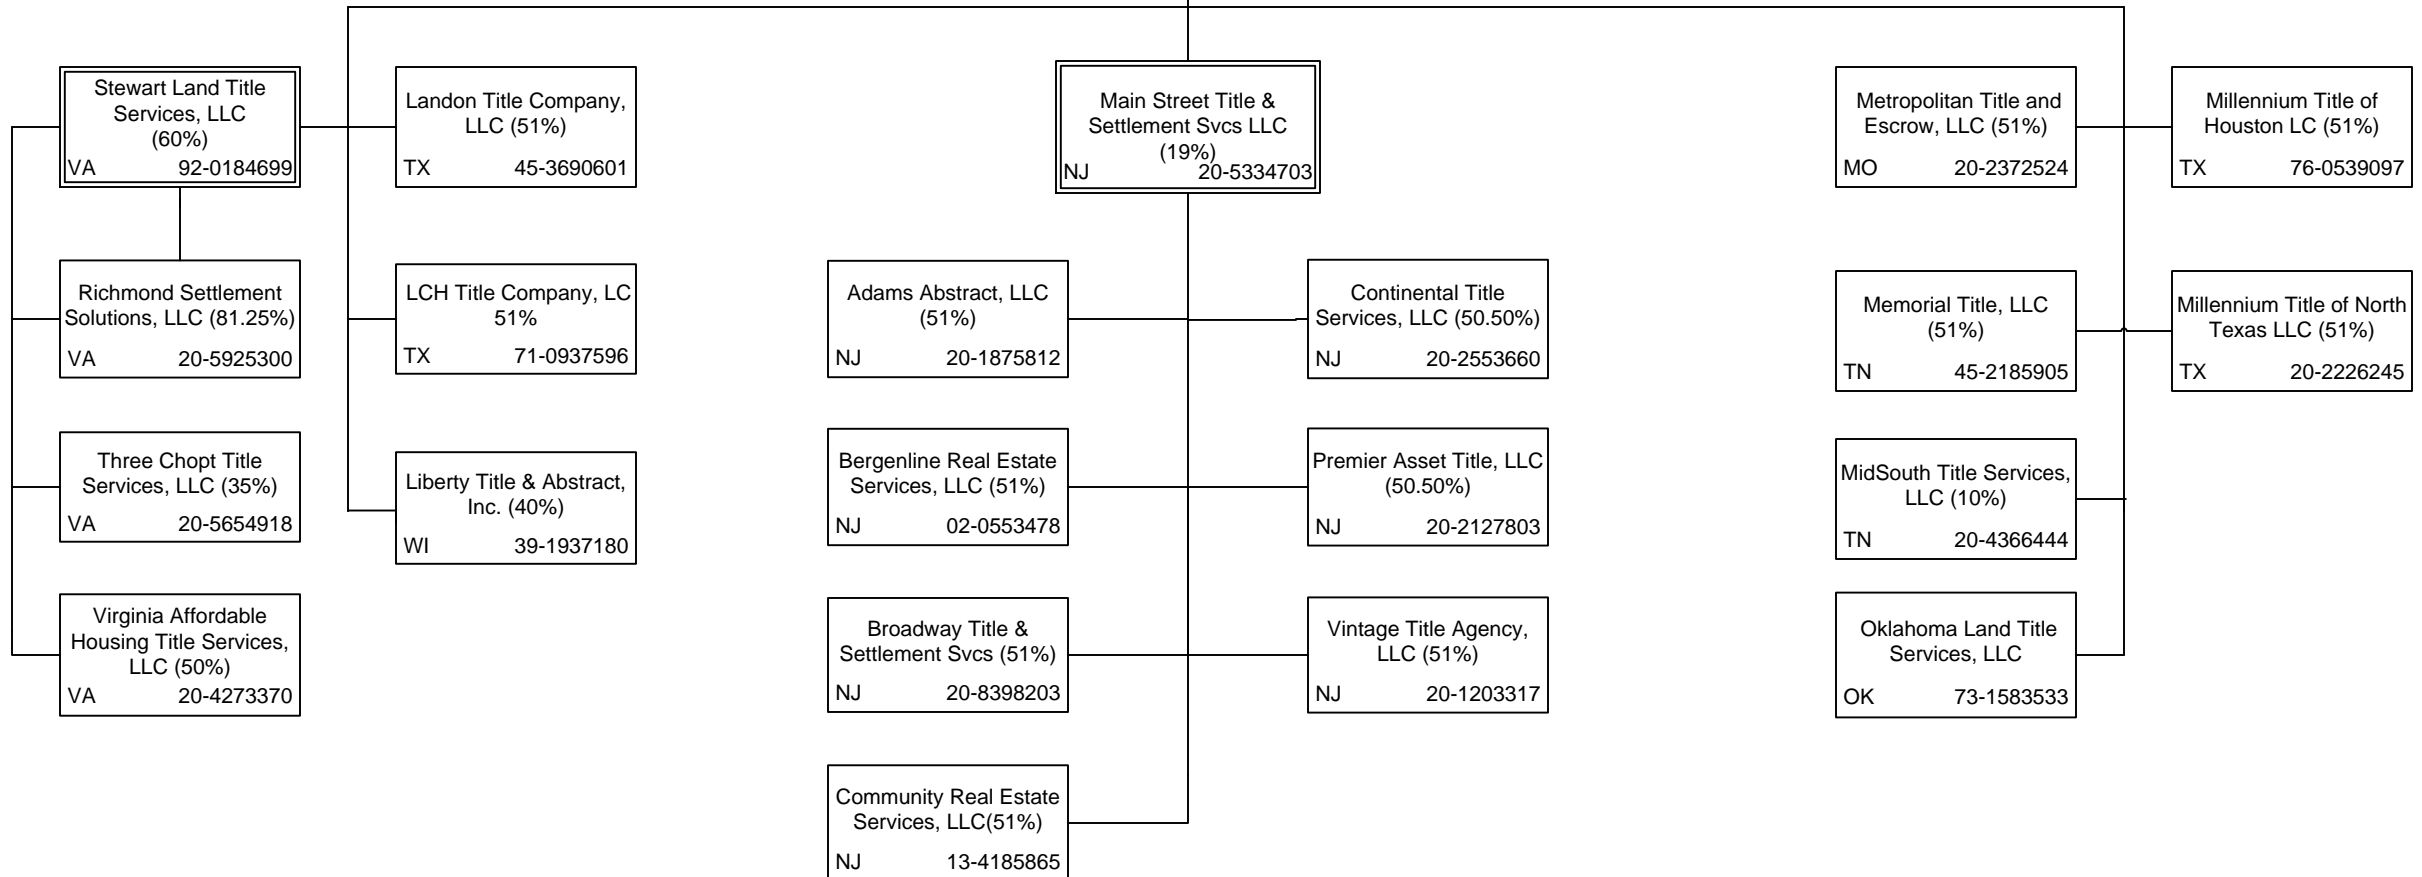 Stewart Land Title
Services, LLC
(60%)
VA 92-0184699
Landon Title Company,
LLC (51%)
TX 45-3690601
Main Street Title &
Settlement Svcs LLC
(19%)
NJ 20-5334703
Metropolitan Title and
Escrow, LLC (51%)
MO 20-2372524
Millennium Title of
Houston LC (51%)
TX 76-0539097
Richmond Settlement
Solutions, LLC (81.25%)
VA 20-5925300
LCH Title Company, LC
51%
TX 71-0937596
Adams Abstract, LLC
(51%)
NJ 20-1875812
Continental Title
Services, LLC (50.50%)
NJ 20-2553660
Memorial Title, LLC
(51%)
TN 45-2185905
Millennium Title of North
Texas LLC (51%)
TX 20-2226245
Three Chopt Title
Services, LLC (35%)
VA 20-5654918
Liberty Title & Abstract,
Inc. (40%)
WI 39-1937180
Bergenline Real Estate
Services, LLC (51%)
NJ 02-0553478
Premier Asset Title, LLC
(50.50%)
NJ 20-2127803
MidSouth Title Services,
LLC (10%)
TN 20-4366444
Virginia Affordable
Housing Title Services,
LLC (50%)
VA 20-4273370
Broadway Title &
Settlement Svcs (51%)
NJ 20-8398203
Vintage Title Agency,
LLC (51%)
NJ 20-1203317
Oklahoma Land Title
Services, LLC
OK 73-1583533
Community Real Estate
Services, LLC(51%)
NJ 13-4185865